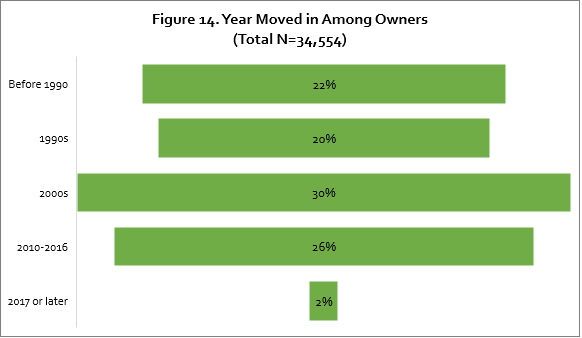 Figure 14. Year Moved in Among Owners
(Total N=34,554)
Before 1990
22%
1990s
20%
2000s
30%
2010-2016
26%
2017 or later
2%